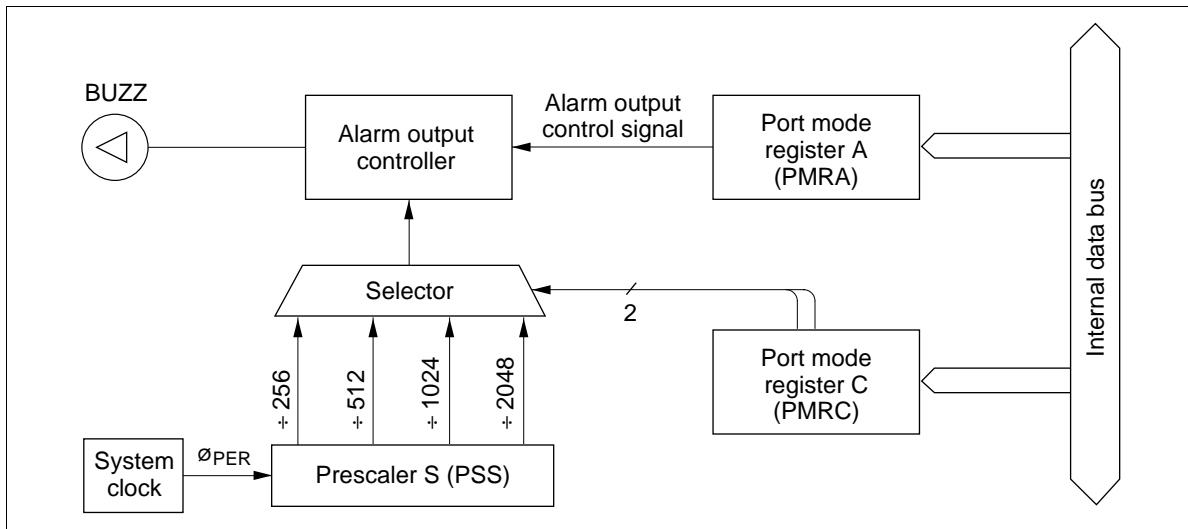 BUZZ
Alarm output
controller
Alarm output
control signal
Port mode
register A
(PMRA)
Internal data bus
Selector
2
Port mode
register C
(PMRC)
÷ 256
÷ 512
÷ 1024
÷ 2048
System
clock
øPER
Prescaler S (PSS)